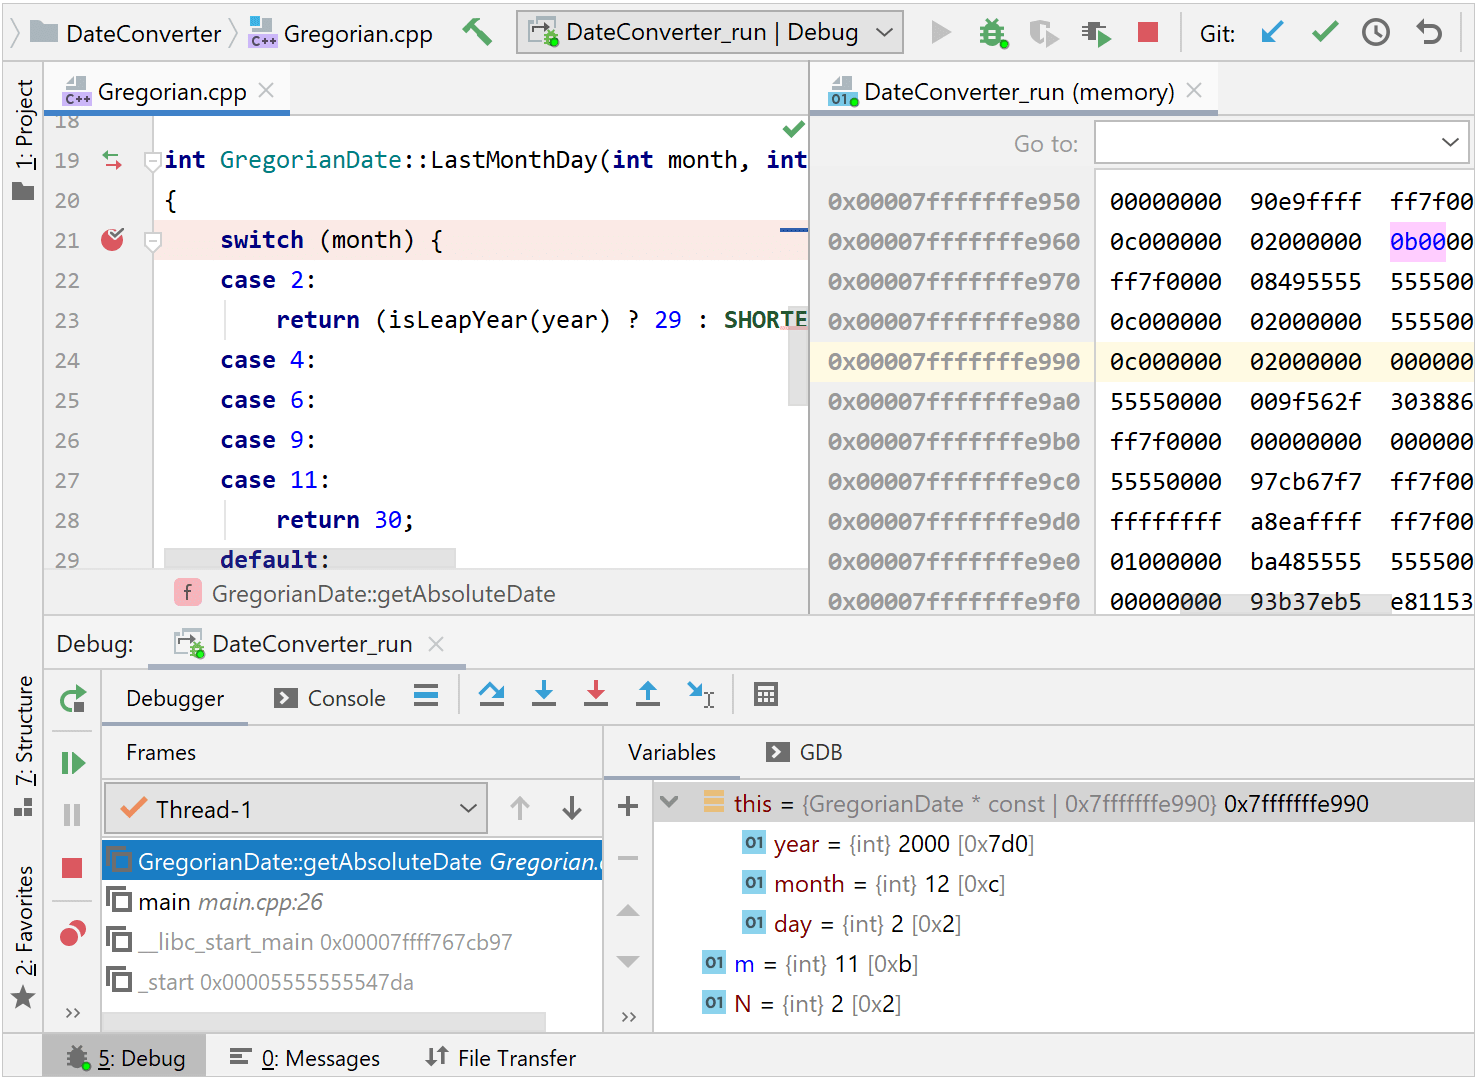 DateConverter Gregorian.cpp DateConverter_run | Debug Git:
1: Project
7: Structure
2: Favorites
C++ Gregorian.cpp
18
19 int GregorianDate::LastMonthDay(int month, int
20 {
21 switch (month) {
22 case 2:
23 return (isLeapYear(year) ? 29 : SHORTE
24 case 4:
25 case 6:
26 case 9:
27 case 11:
28 return 30;
29 default:
f GregorianDate::getAbsoluteDate
01 DateConverter_run (memory)
Go to:
0x00007fffffffe950 00000000 90e9ffff ff7f00
0x00007fffffffe960 0c000000 02000000 0b0000
0x00007fffffffe970 ff7f0000 08495555 555500
0x00007fffffffe980 0c000000 02000000 555500
0x00007fffffffe990 0c000000 02000000 000000
0x00007fffffffe9a0 55550000 009f562f 303886
0x00007fffffffe9b0 ff7f0000 00000000 000000
0x00007fffffffe9c0 55550000 97cb67f7 ff7f00
0x00007fffffffe9d0 ffffffff a8eaffff ff7f00
0x00007fffffffe9e0 01000000 ba485555 555500
0x00007fffffffe9f0 00000000 93b37eb5 e81153
Debug: DateConverter_run
Debugger Console
Frames
Thread-1
GregorianDate::getAbsoluteDate Gregorian.c
main main.cpp:26
__libc_start_main 0x00007ffff767cb97
_start 0x00005555555547da
Variables GDB
this = {GregorianDate * const | 0x7fffffffe990} 0x7fffffffe990
01 year = {int} 2000 [0x7d0]
01 month = {int} 12 [0xc]
01 day = {int} 2 [0x2]
01 m = {int} 11 [0xb]
01 N = {int} 2 [0x2]
5: Debug 0: Messages File Transfer